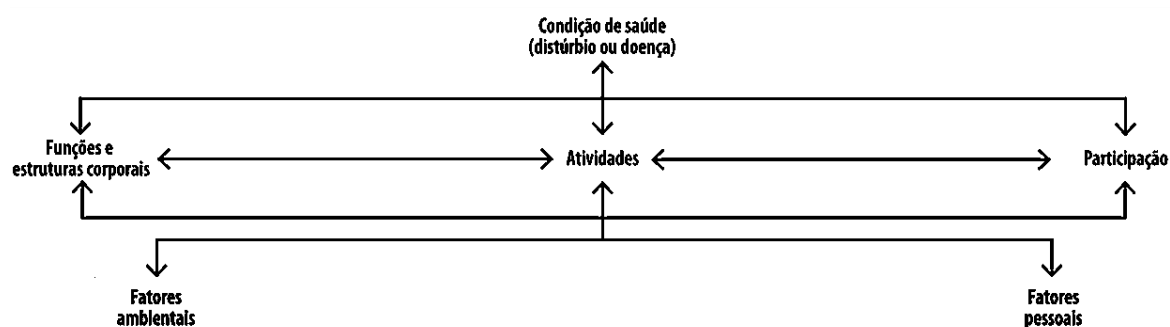 Condição de saúde
(distúrbio ou doença)
Funções e
estruturas corporais
Atividades
Participação
Fatores
ambientais
Fatores
pessoais